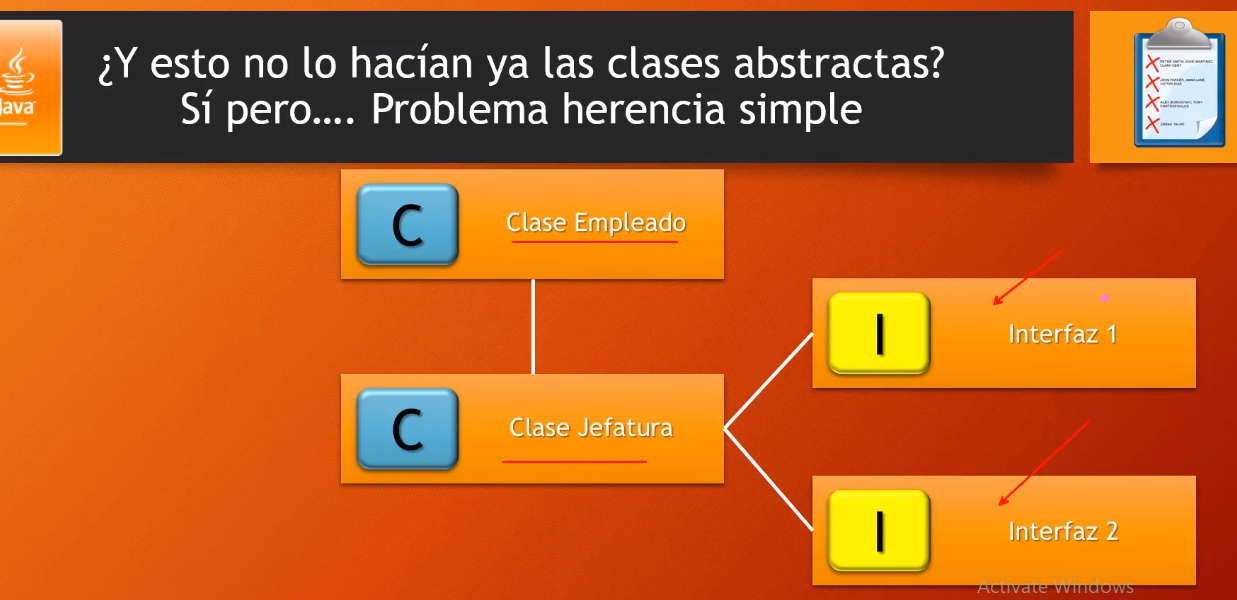 ¿Y esto no lo hacían ya las clases abstractas?
Sí pero.... Problema herencia simple
Java
C
Clase Empleado
I
Interfaz 1
C
Clase Jefatura
I
Interfaz 2
Activate Windows